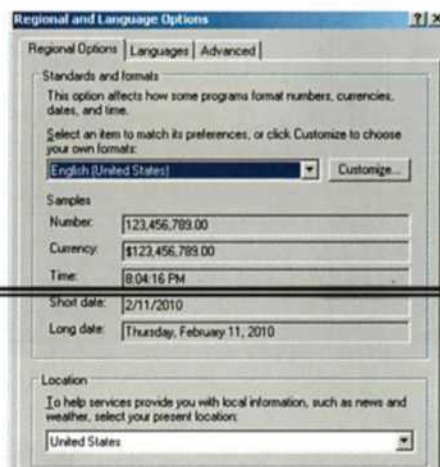 Regional and Language Options
Regional Options Languages Advanced
Standards and formats
This option affects how some programs format numbers, currencies,
dates, and time.
Select an item to match its preferences, or click Customize to choose
your own formats:
English (United States) Customize...
Samples
Number: 123,456,789.00
Currency: $123,456,789.00
Time: 8:04:16 PM
Short date: 2/11/2010
Long date: Thursday, February 11, 2010
Location
To help services provide you with local information, such as news and
weather, select your present location:
United States